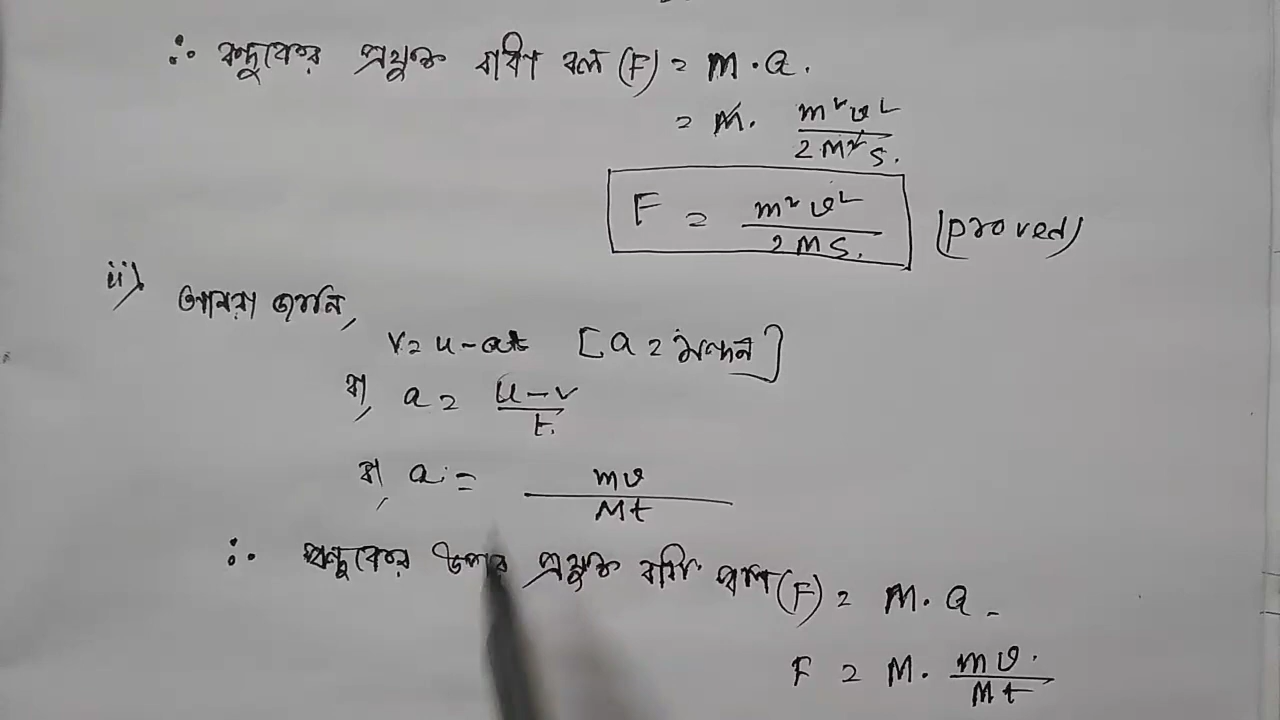 ∴ বন্দুকের প্রযুক্ত বাধা বল (F) = M.a.
= M. m²v²/2M²s.
F = m²v²/2Ms. (proved)
ii) আমরা জানি,
v = u - at [a = মন্দন]
বা, a = u - v/t.
বা, a = mv/Mt
∴ বন্দুকের উপর প্রযুক্ত বাধা বল (F) = M.a.
F = M. mv/Mt